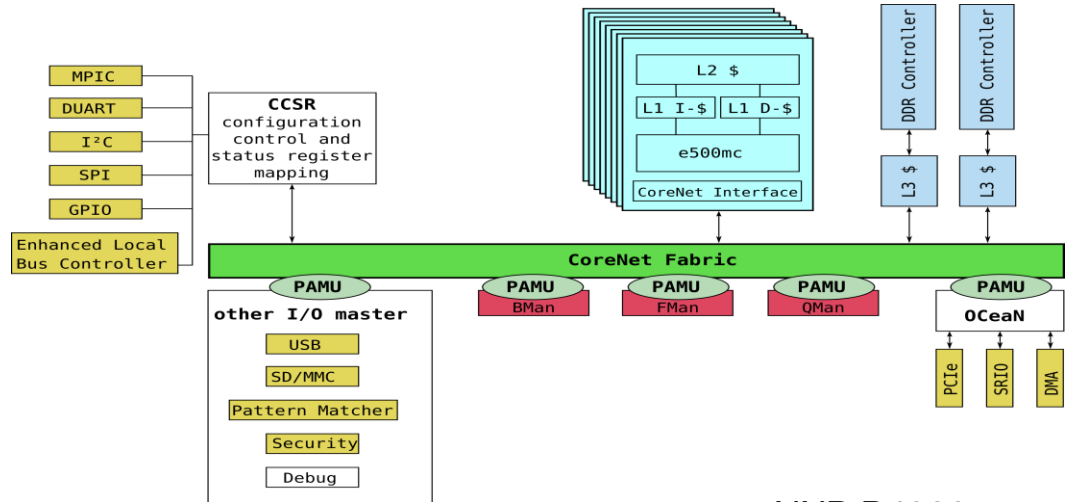 MPIC
DUART
I²C
SPI
GPIO
Enhanced Local
Bus Controller
CCSR
configuration
control and
status register
mapping
L2 $
L1 I-$
L1 D-$
e500mc
CoreNet Interface
DDR Controller
DDR Controller
L3 $
L3 $
CoreNet Fabric
PAMU
PAMU
PAMU
PAMU
PAMU
other I/O master
USB
SD/MMC
Pattern Matcher
Security
Debug
BMan
FMan
QMan
OCeaN
PCIe
SRIO
DMA